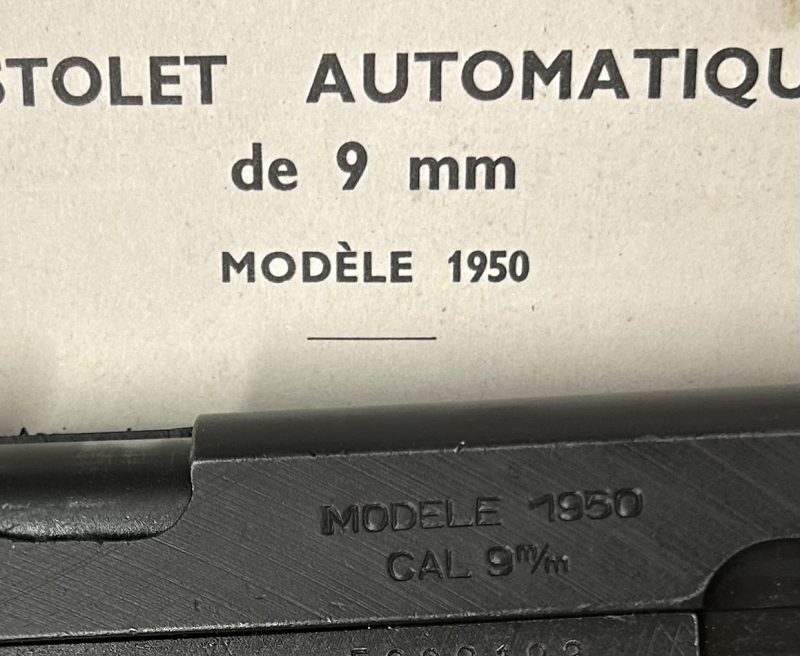 STOLET AUTOMATIQU
de 9 mm
MODÈLE 1950
MODELE 1950
CAL 9m/m